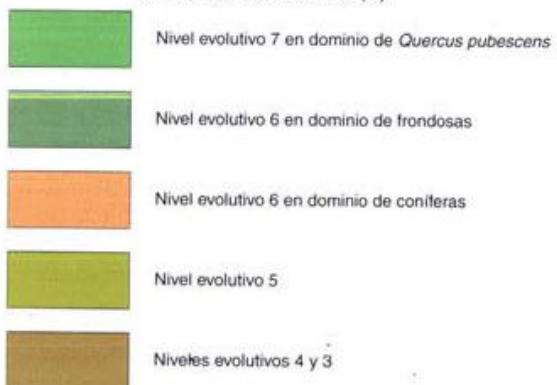 Nivel evolutivo 7 en dominio de Quercus pubescens
Nivel evolutivo 6 en dominio de frondosas
Nivel evolutivo 6 en dominio de coníferas
Nivel evolutivo 5
Niveles evolutivos 4 y 3